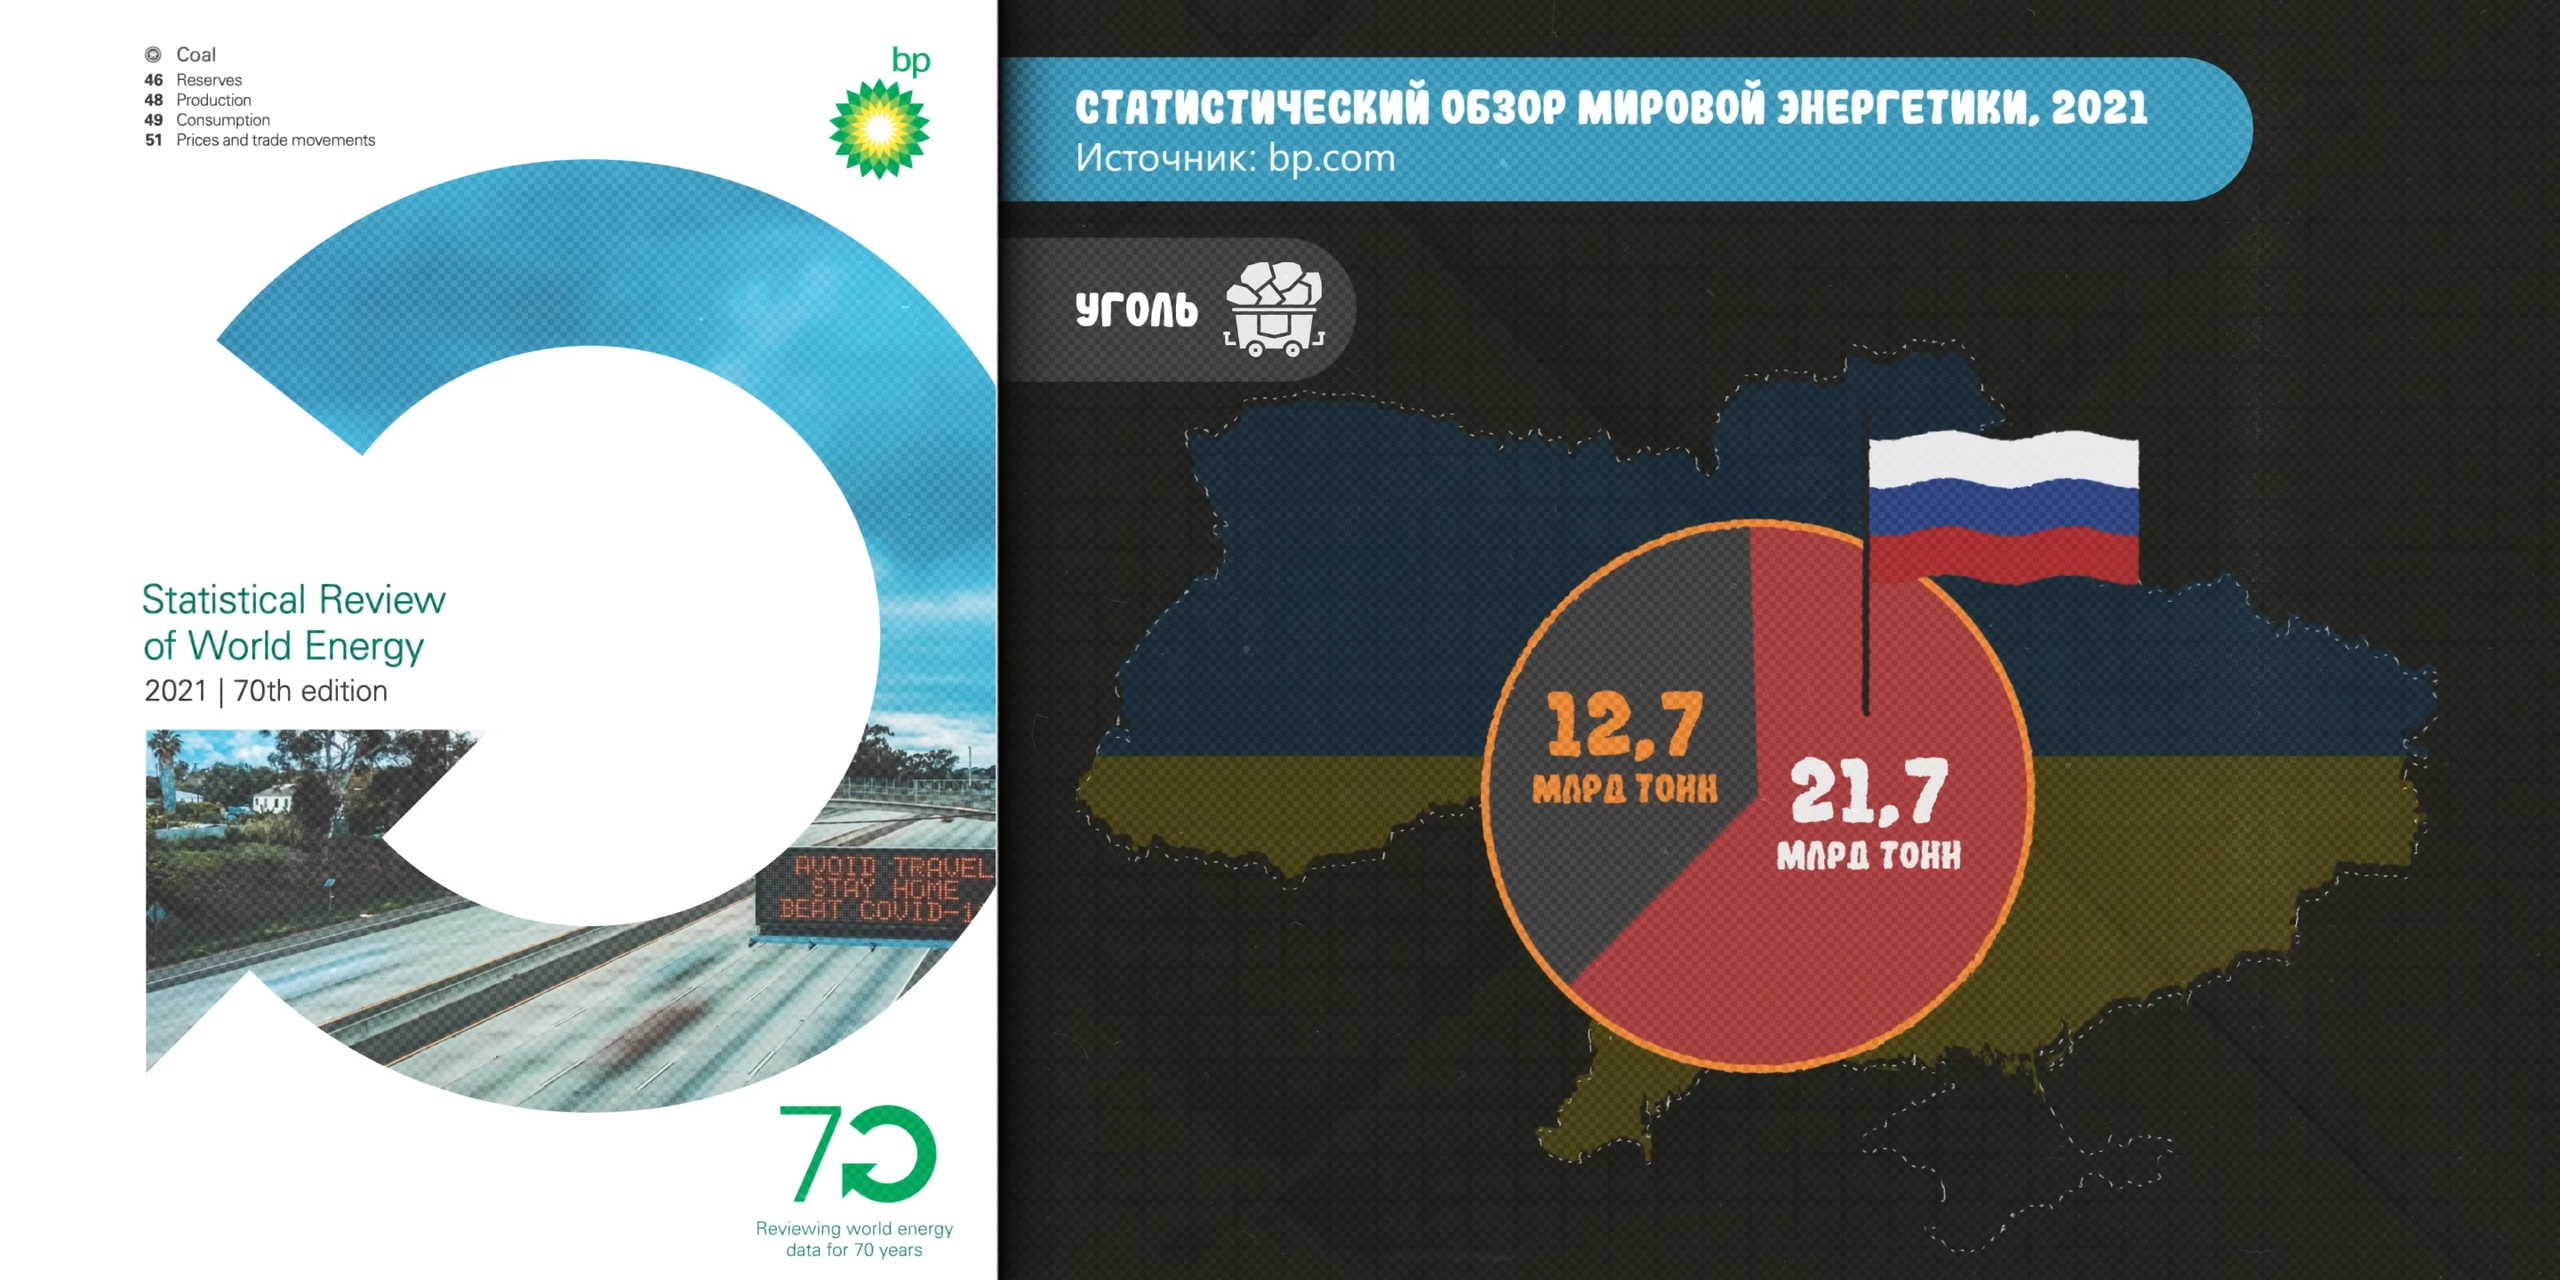 Coal
46 Reserves
48 Production
49 Consumption
51 Prices and trade movements
bp
Statistical Review
of World Energy
2021 | 70th edition
AVOID TRAVEL
STAY HOME
BEAT COVID-1
70
Reviewing world energy
data for 70 years
СТАТИСТИЧЕСКИЙ ОБЗОР МИРОВОЙ ЭНЕРГЕТИКИ, 2021
Источник: bp.com
УГОЛЬ
12,7
МЛРД ТОНН
21,7
МЛРД ТОНН